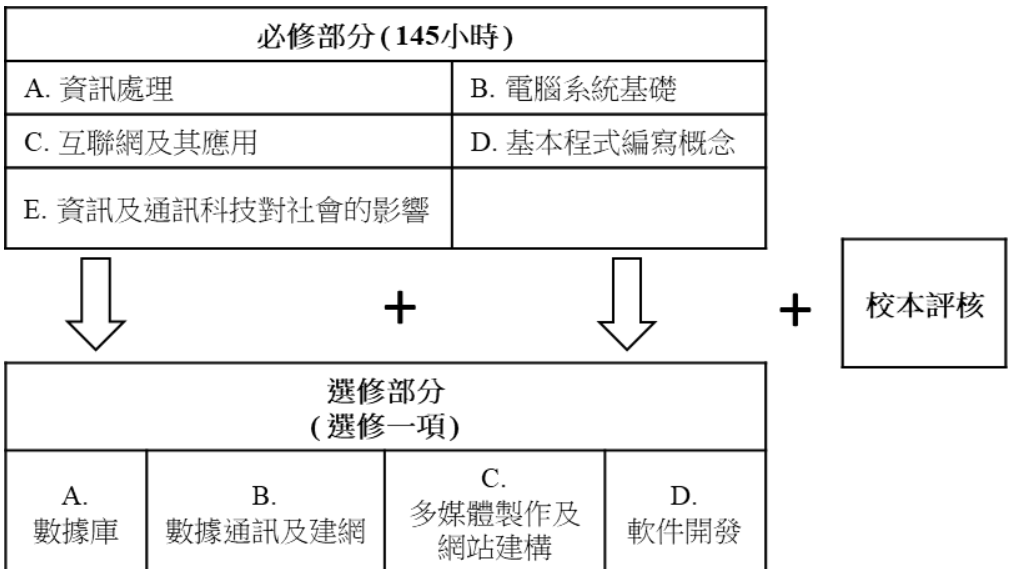 必修部分(145小時)
A. 資訊處理
B. 電腦系統基礎
C. 互聯網及其應用
D. 基本程式編寫概念
E. 資訊及通訊科技對社會的影響
+
+
校本評核
選修部分
(選修一項)
A.
數據庫
B.
數據通訊及建網
C.
多媒體製作及
網站建構
D.
軟件開發